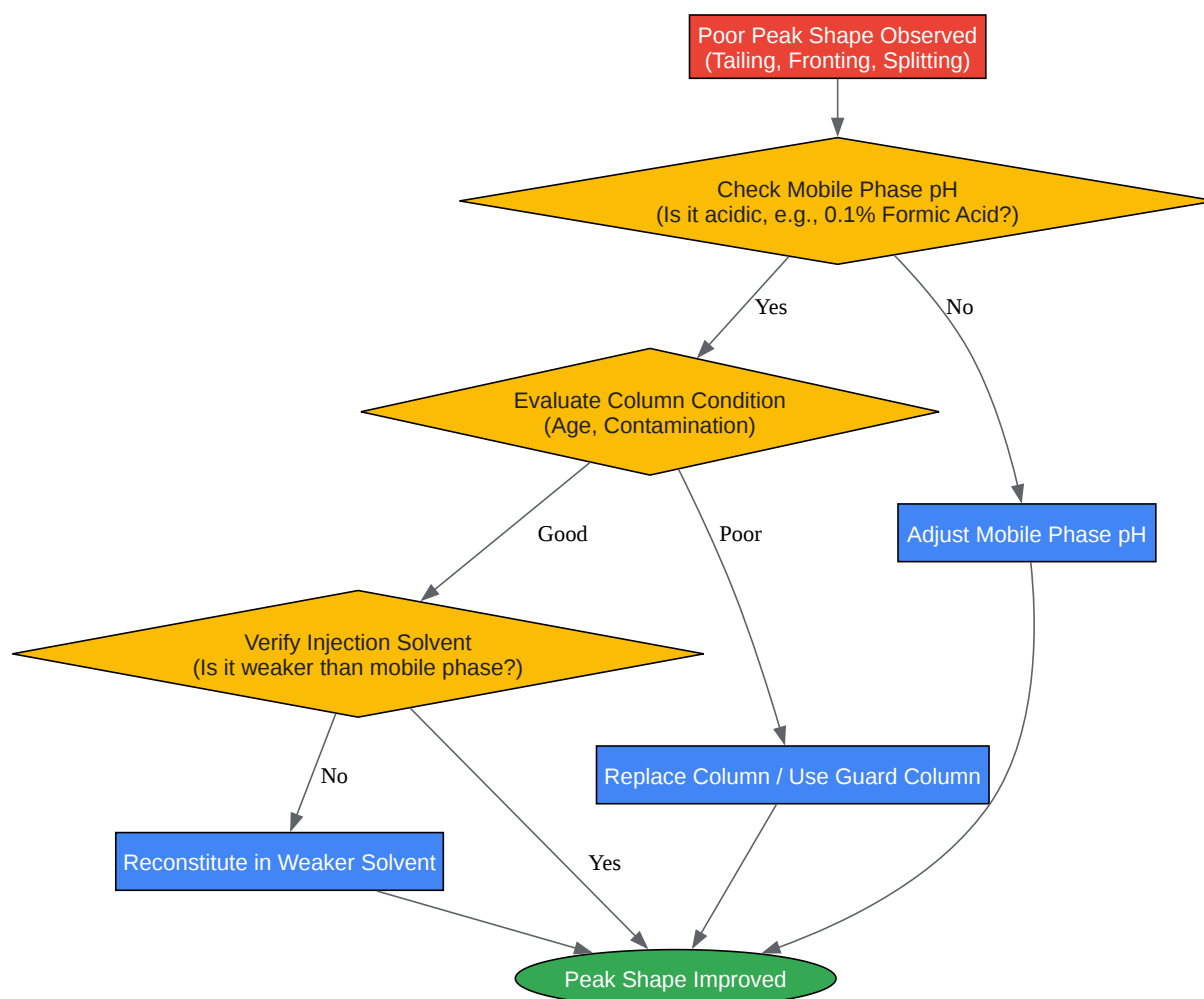 Poor Peak Shape Observed
(Tailing, Fronting, Splitting)
Check Mobile Phase pH
(Is it acidic, e.g., 0.1% Formic Acid?)
Yes
No
Evaluate Column Condition
(Age, Contamination)
Good
Poor
Adjust Mobile Phase pH
Verify Injection Solvent
(Is it weaker than mobile phase?)
No
Yes
Replace Column / Use Guard Column
Reconstitute in Weaker Solvent
Peak Shape Improved